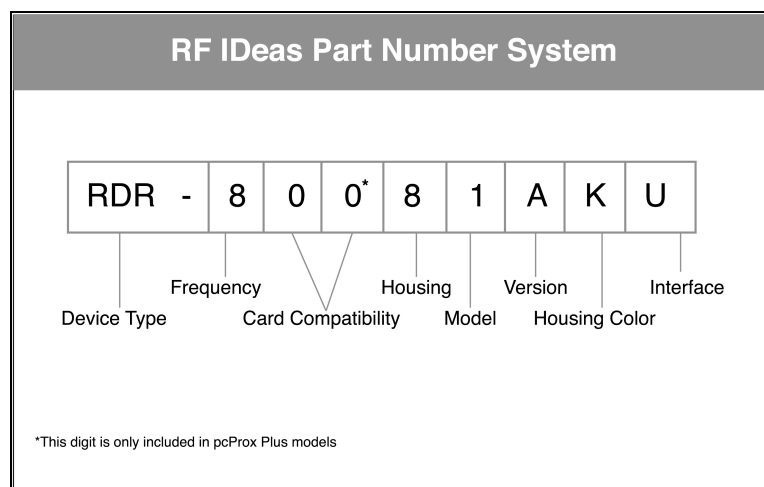 RF IDeas Part Number System
RDR - 8 0 0* 8 1 A K U
Frequency Housing Version Interface
Device Type Card Compatibility Model Housing Color
*This digit is only included in pcProx Plus models